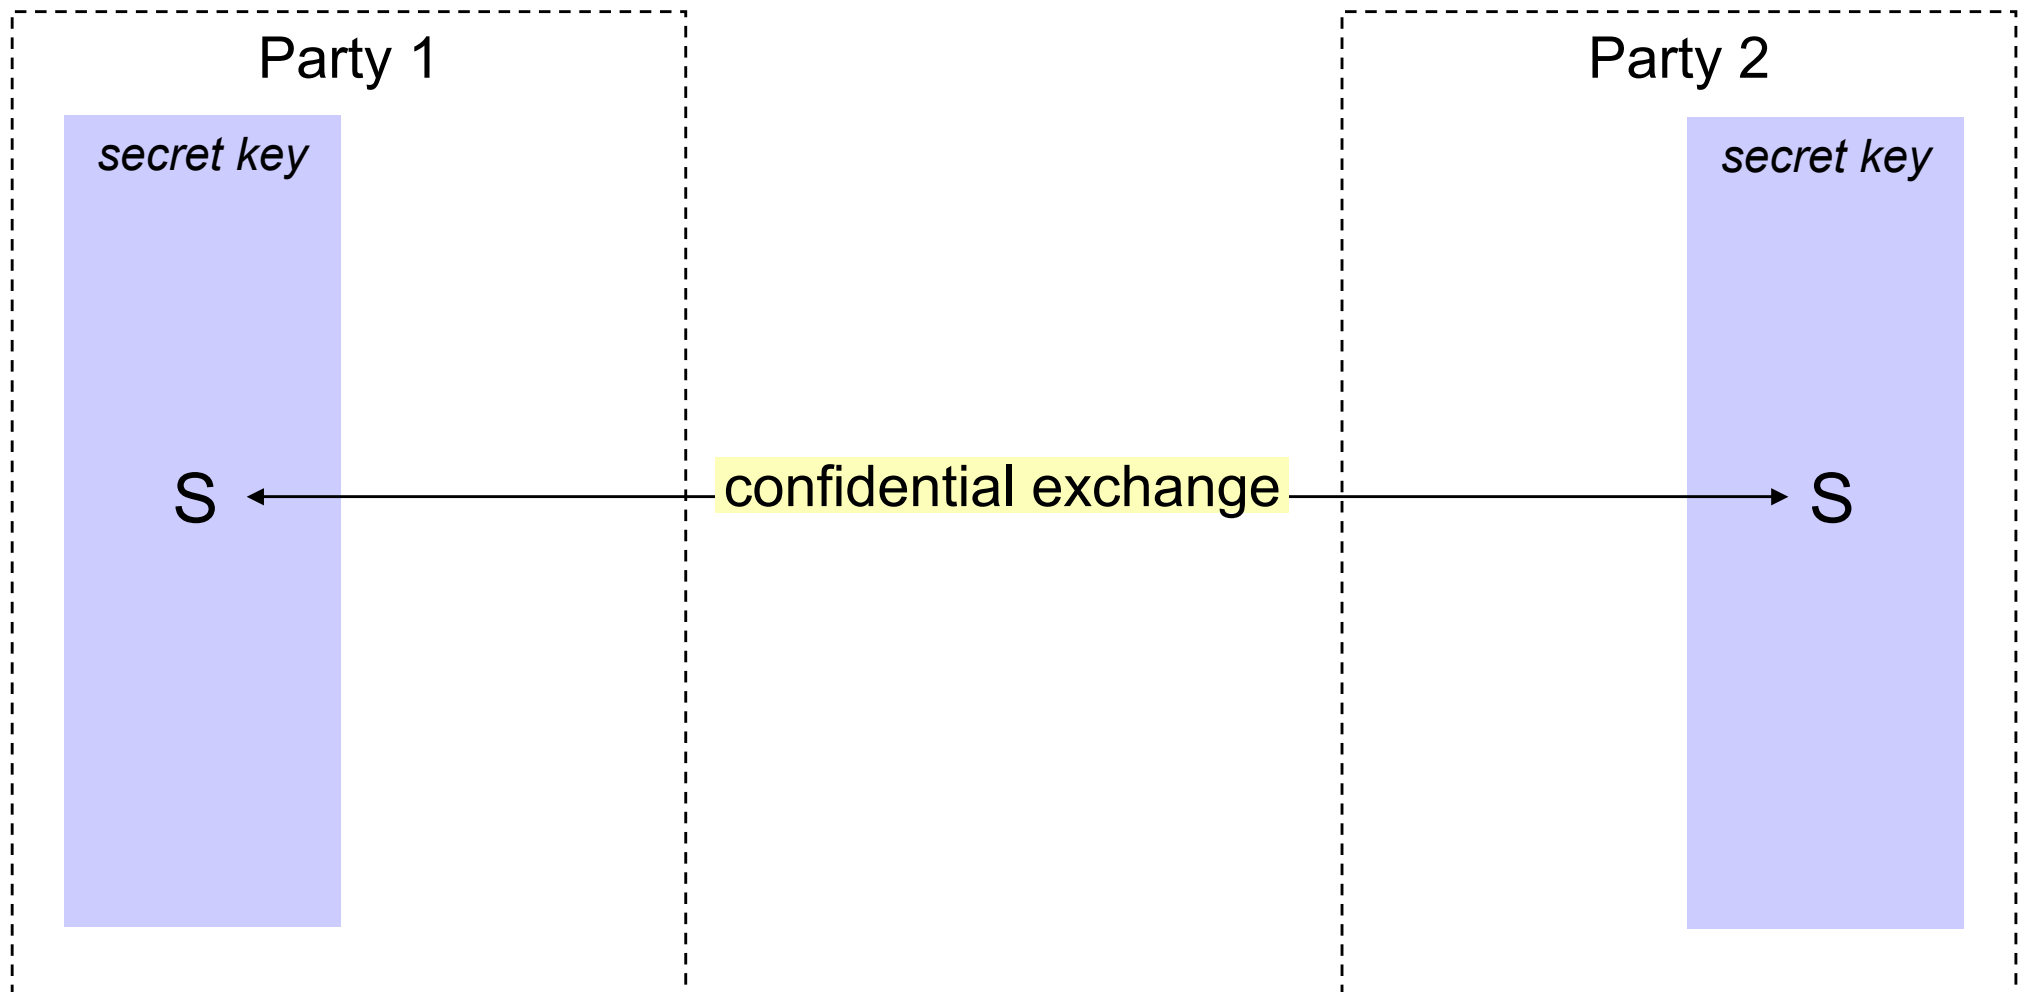 Party 1
Party 2
secret key
secret key
S
confidential exchange
S